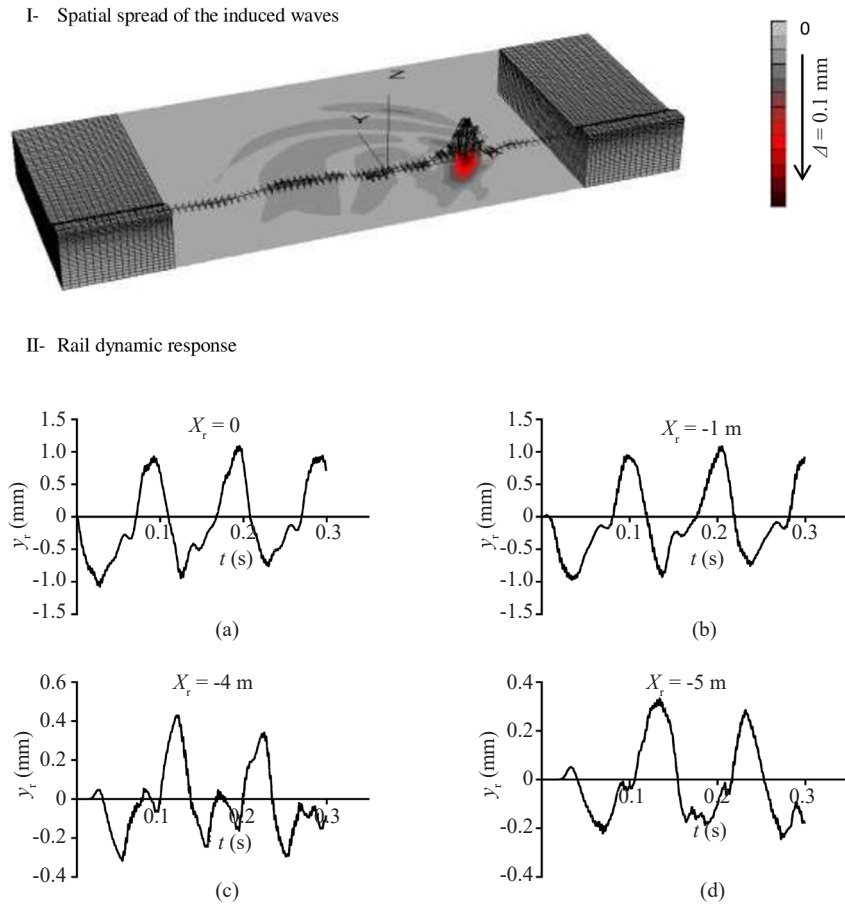 I- Spatial spread of the induced waves
0
Δ = 0.1 mm
Z
Y
II- Rail dynamic response
1.5
1.0
0.5
0
-0.5
-1.0
-1.5
y_r (mm)
X_r = 0
0.1
0.2
0.3
t (s)
(a)
1.5
1.0
0.5
0
-0.5
-1.0
-1.5
y_r (mm)
X_r = -1 m
0.1
0.2
0.3
t (s)
(b)
0.6
0.4
0.2
0
-0.2
-0.4
y_r (mm)
X_r = -4 m
0.1
0.2
0.3
t (s)
(c)
0.4
0.2
0
-0.2
-0.4
y_r (mm)
X_r = -5 m
0.1
0.2
0.3
t (s)
(d)